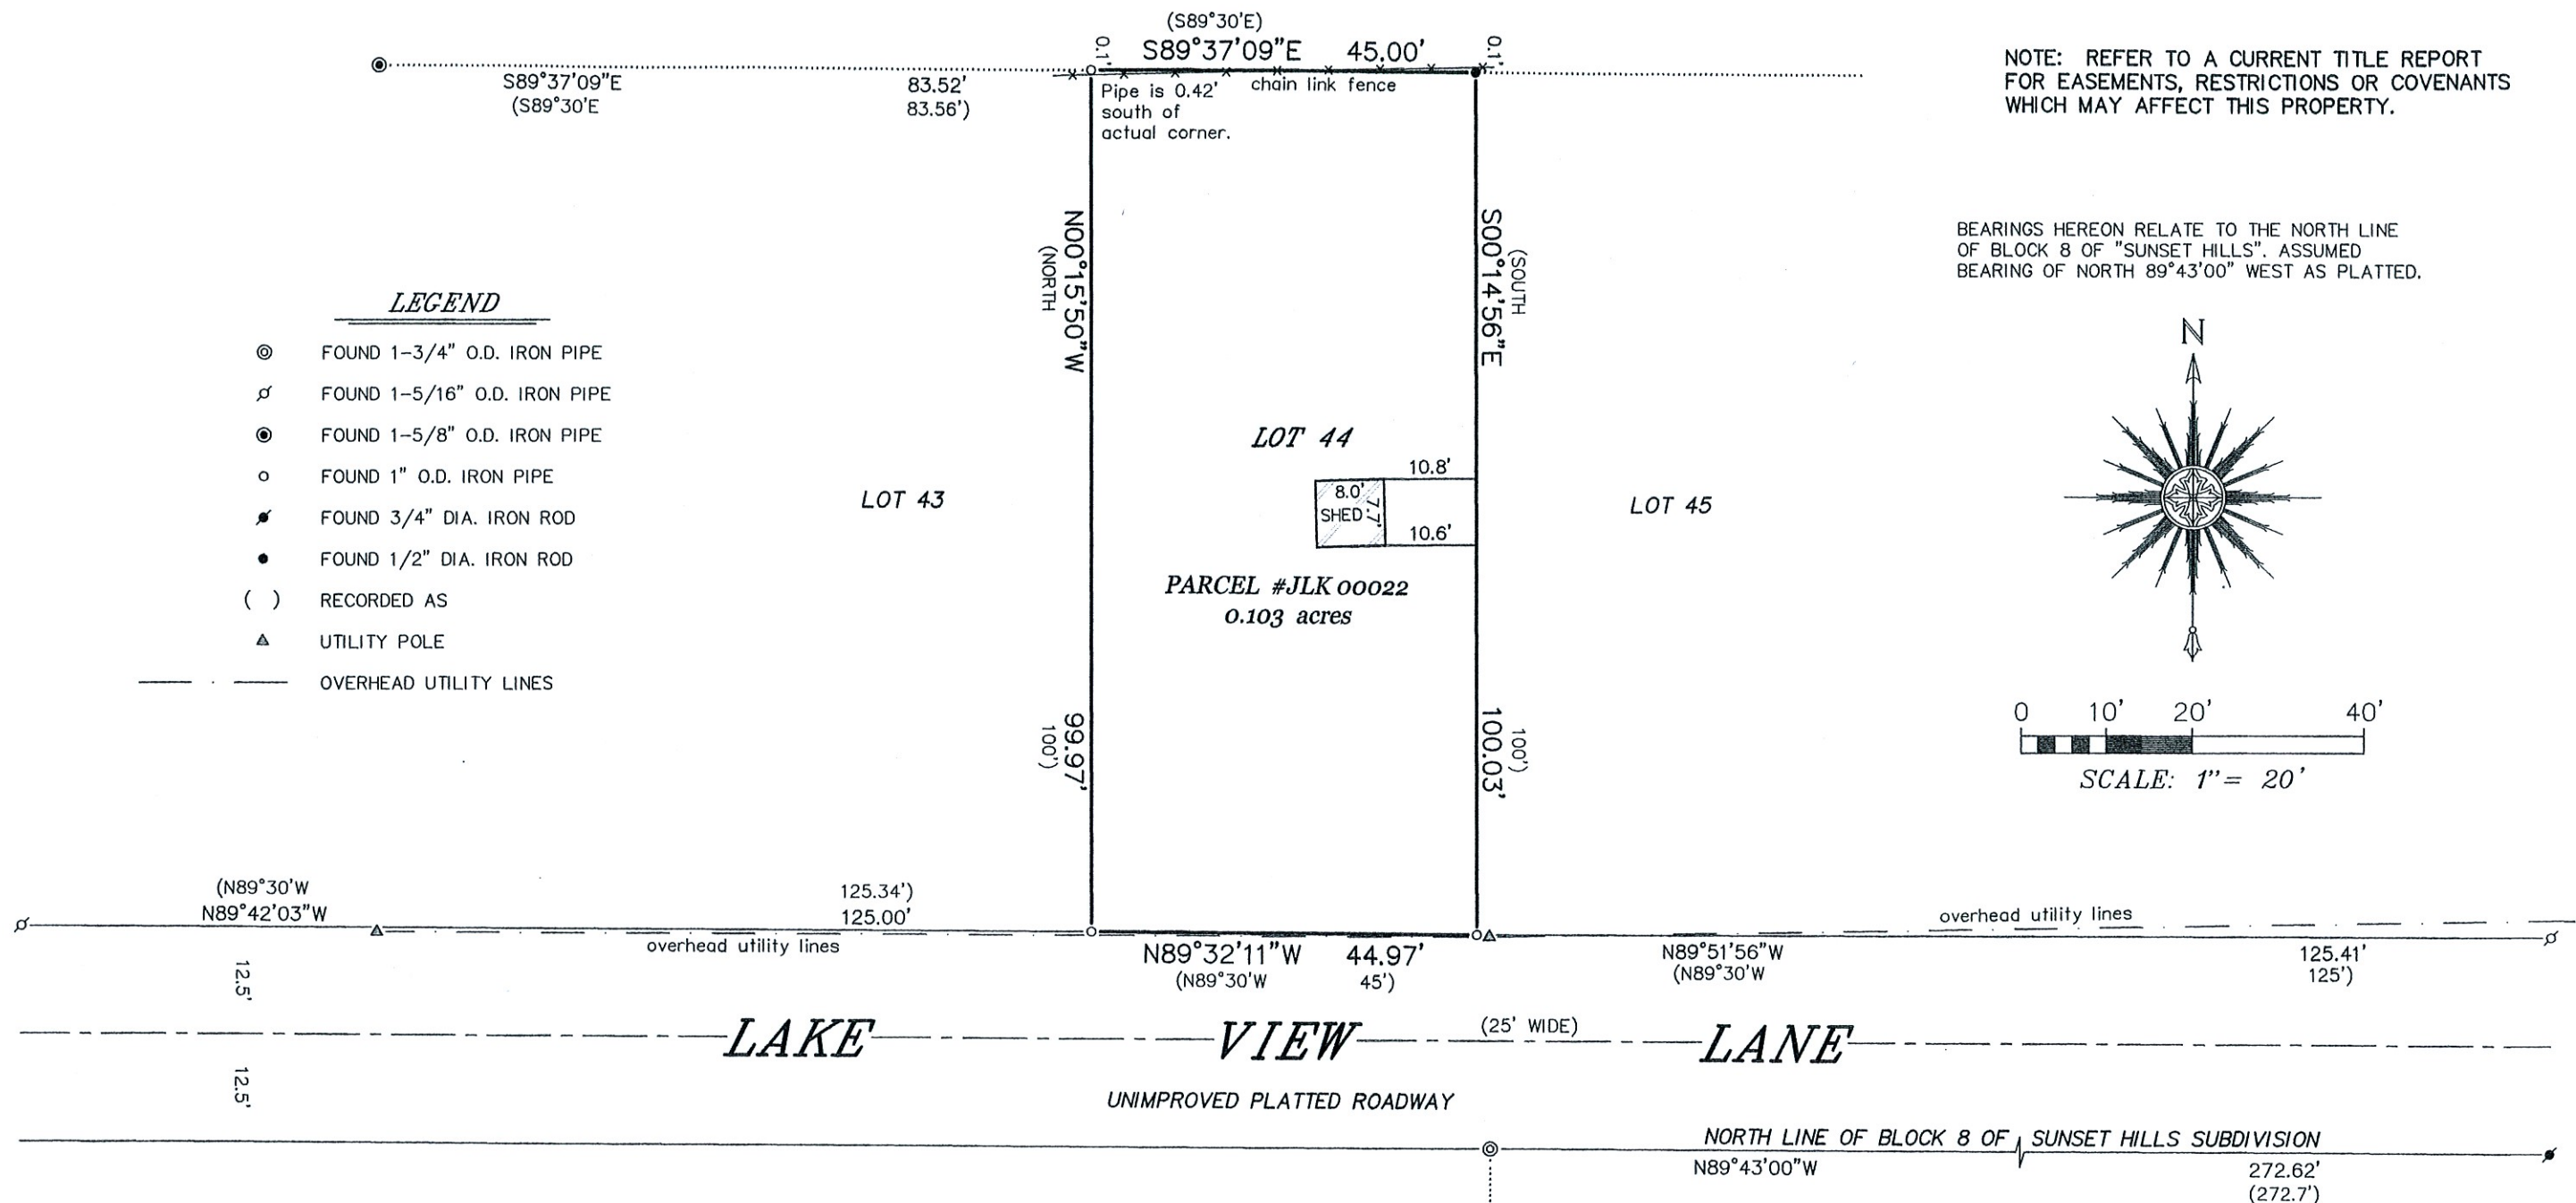 (S89°30'E)
S89°37'09"E 45.00'
0.1'
0.1'
S89°37'09"E 83.52'
(S89°30'E 83.56')
Pipe is 0.42'
south of
actual corner.
chain link fence
NOTE: REFER TO A CURRENT TITLE REPORT
FOR EASEMENTS, RESTRICTIONS OR COVENANTS
WHICH MAY AFFECT THIS PROPERTY.
BEARINGS HEREON RELATE TO THE NORTH LINE
OF BLOCK 8 OF "SUNSET HILLS". ASSUMED
BEARING OF NORTH 89°43'00" WEST AS PLATTED.
N00°15'50"W 99.97'
(NORTH 100')
S00°14'56"E 100.03'
(SOUTH 100')
LEGEND
FOUND 1-3/4" O.D. IRON PIPE
FOUND 1-5/16" O.D. IRON PIPE
FOUND 1-5/8" O.D. IRON PIPE
FOUND 1" O.D. IRON PIPE
FOUND 3/4" DIA. IRON ROD
FOUND 1/2" DIA. IRON ROD
( ) RECORDED AS
UTILITY POLE
OVERHEAD UTILITY LINES
LOT 43
LOT 44
10.8'
8.0'
7.7'
SHED
10.6'
LOT 45
PARCEL #JLK 00022
0.103 acres
N
0 10' 20' 40'
SCALE: 1"= 20'
(N89°30'W 125.34')
N89°42'03"W 125.00'
overhead utility lines
overhead utility lines
N89°32'11"W 44.97'
(N89°30'W 45')
N89°51'56"W 125.41'
(N89°30'W 125')
12.5'
LAKE VIEW LANE
(25' WIDE)
12.5'
UNIMPROVED PLATTED ROADWAY
NORTH LINE OF BLOCK 8 OF SUNSET HILLS SUBDIVISION
N89°43'00"W 272.62'
(272.7')